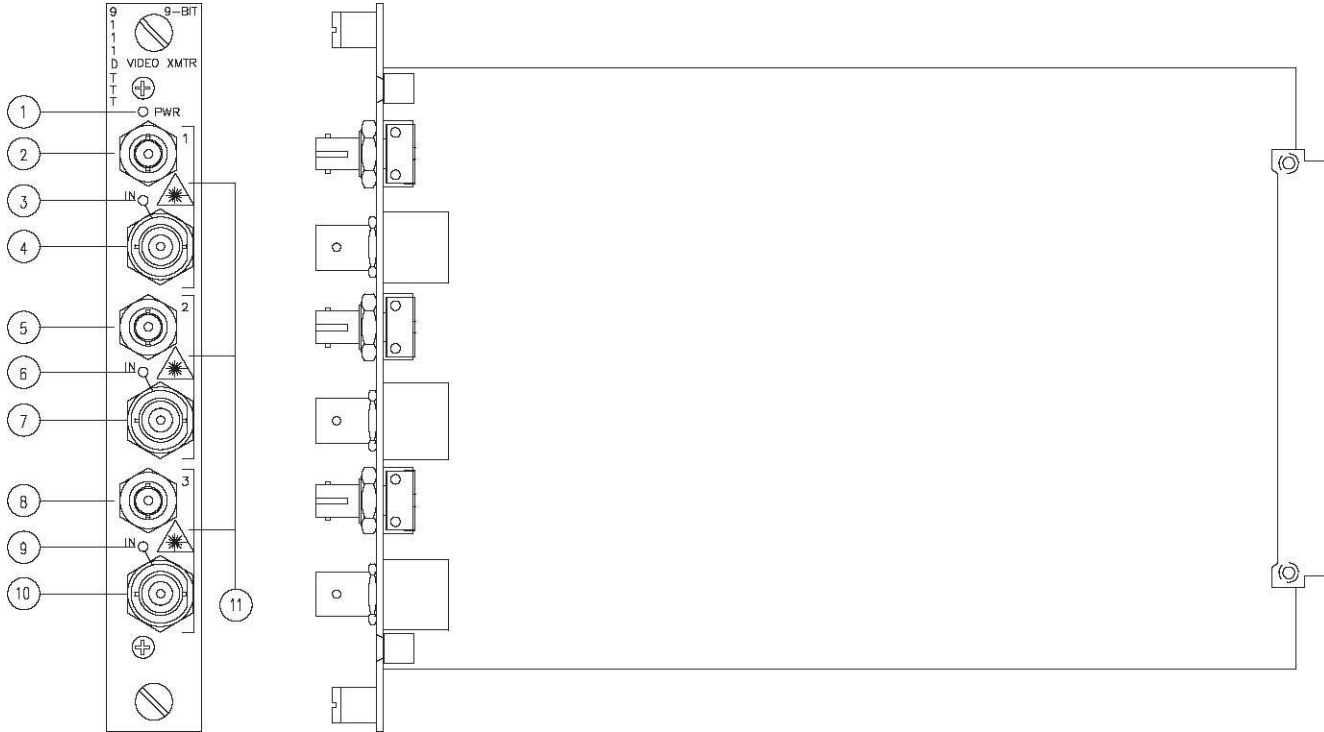 9 9-BIT
1
1
1
D VIDEO XMTR
T
T
T
1 PWR
2 1
3 IN
4
5 2
6 IN
7
8 3
9 IN
10
11